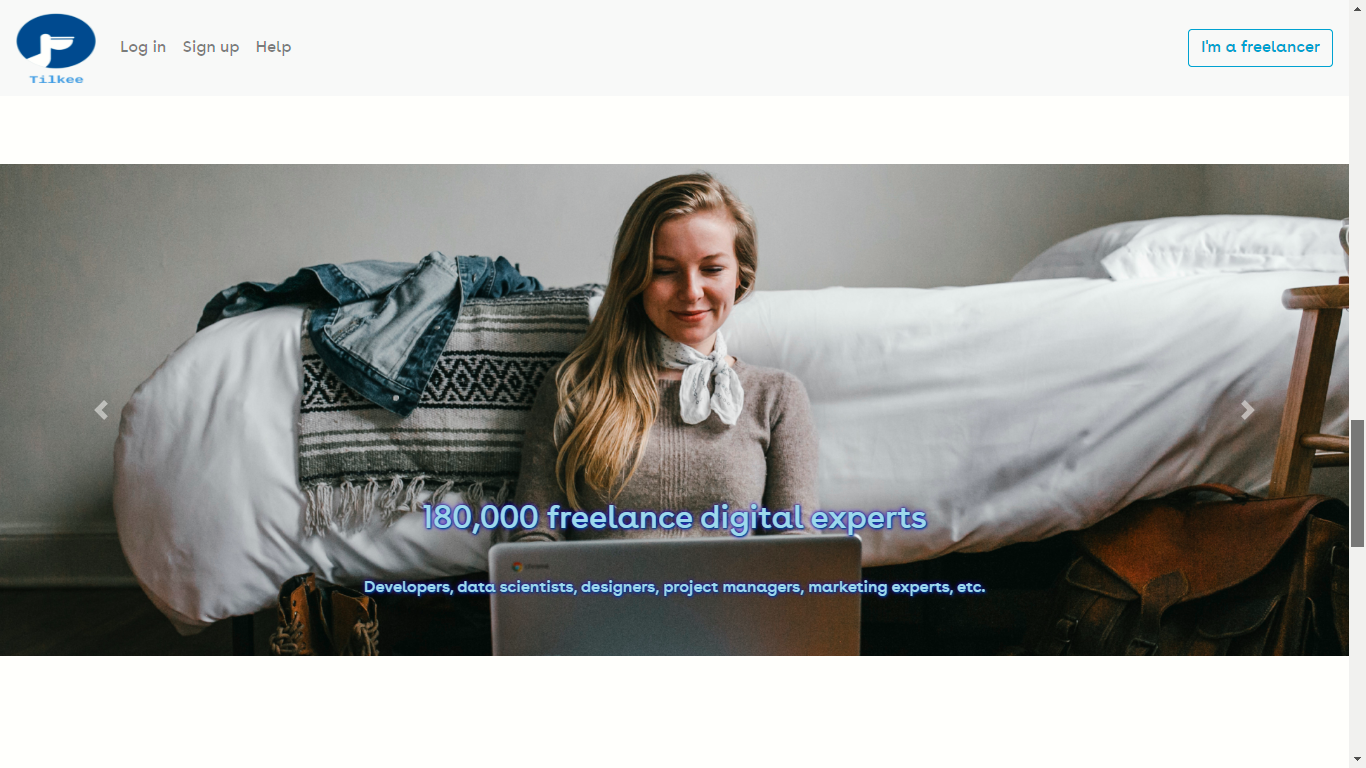 Tilkee
Log in Sign up Help
I'm a freelancer
180,000 freelance digital experts
chrome
Developers, data scientists, designers, project managers, marketing experts, etc.